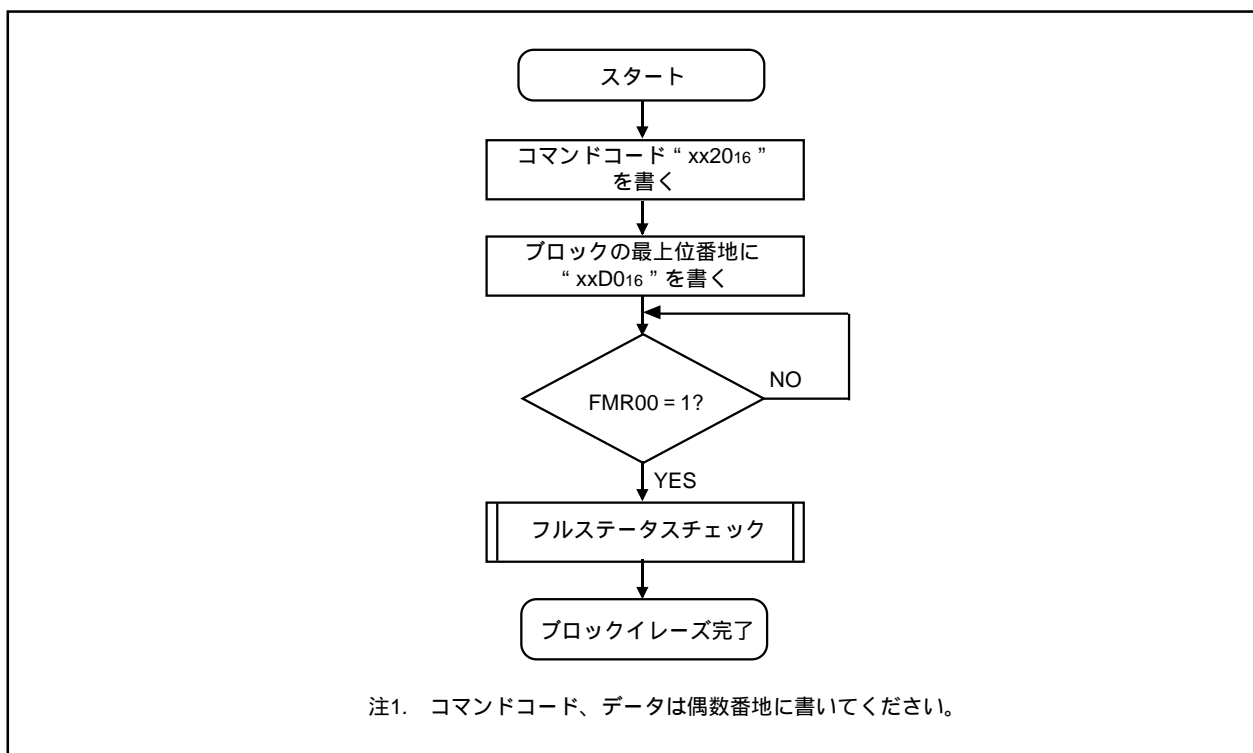 スタート
コマンドコード“ xx2016 ”
を書く
ブロックの最上位番地に
“ xxD016 ” を書く
FMR00 = 1?
NO
YES
フルステータスチェック
ブロックイレーズ完了
注1. コマンドコード、データは偶数番地に書いてください。